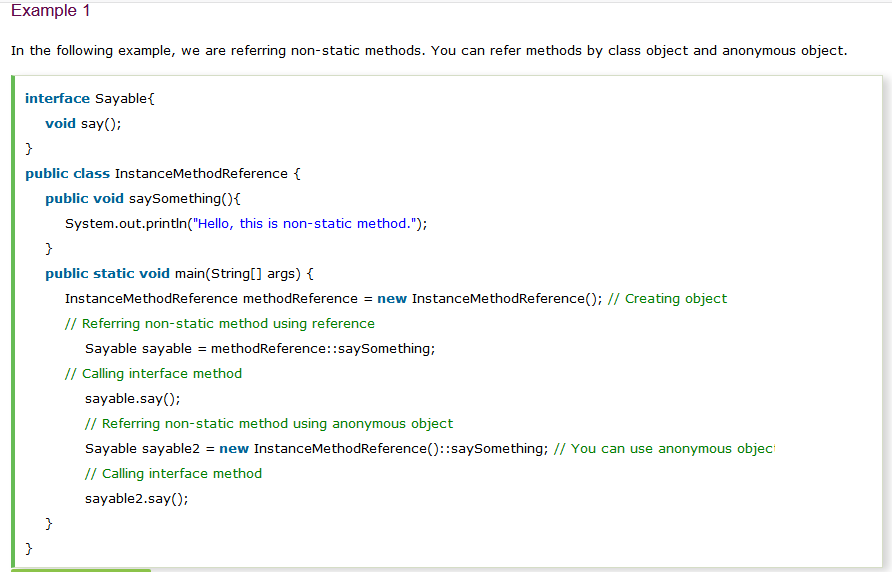 Example 1
In the following example, we are referring non-static methods. You can refer methods by class object and anonymous object.
interface Sayable{
void say();
}
public class InstanceMethodReference {
public void saySomething(){
System.out.println("Hello, this is non-static method.");
}
public static void main(String[] args) {
InstanceMethodReference methodReference = new InstanceMethodReference(); // Creating object
// Referring non-static method using reference
Sayable sayable = methodReference::saySomething;
// Calling interface method
sayable.say();
// Referring non-static method using anonymous object
Sayable sayable2 = new InstanceMethodReference()::saySomething; // You can use anonymous objec
// Calling interface method
sayable2.say();
}
}